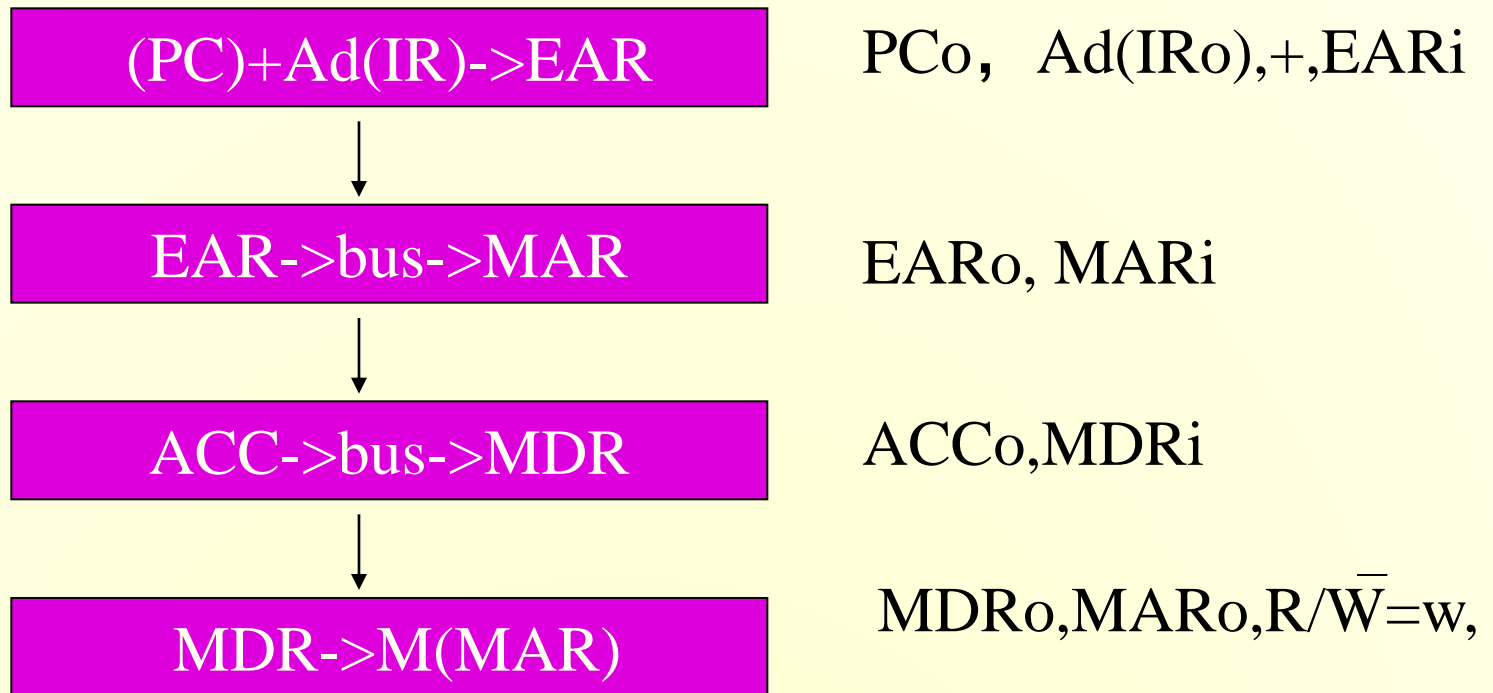 (PC)+Ad(IR)->EAR
PCo， Ad(IRo),+,EARi
EAR->bus->MAR
EARo, MARi
ACC->bus->MDR
ACCo,MDRi
MDR->M(MAR)
MDRo,MARo,R/W̅=w,